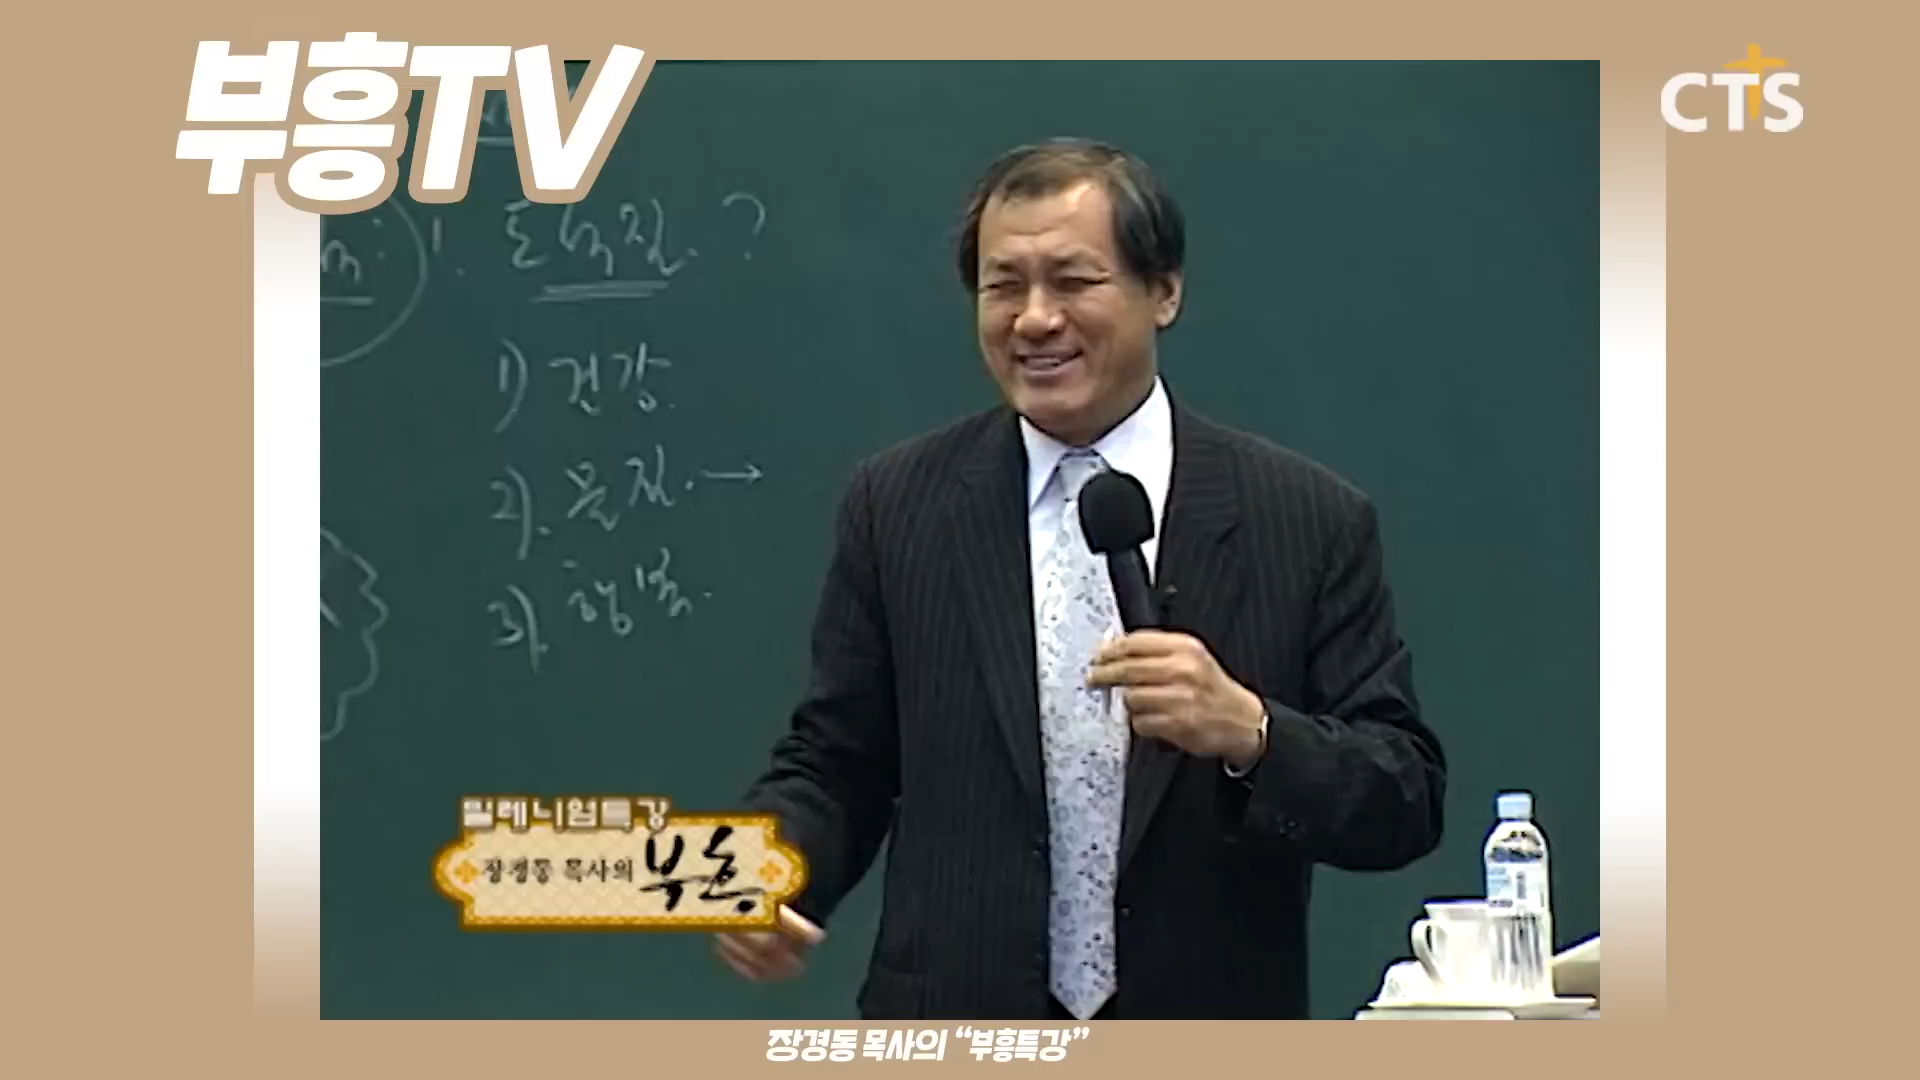 부흥TV
CTS
1. 도둑질?
1) 건강.
2). 물질. →
3). 행복.
밀레니엄특강
장경동 목사의 부흥
장경동 목사의 “부흥특강”